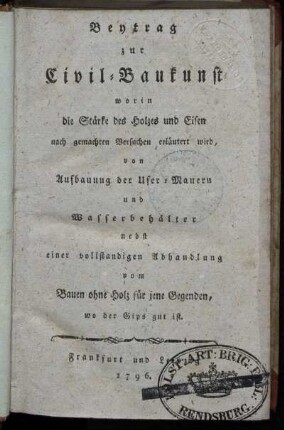 Beytrag
zur
Civil-Baukunst
worin
die Stärke des Holzes und Eisen
nach gemachten Versuchen erläutert wird,
von
Aufbauung der Ufer-Mauern
und
Wasserbehälter
nebst
einer vollständigen Abhandlung
vom
Bauen ohne Holz für jene Gegenden,
wo der Gips gut ist.
Frankfurt und
1796.
ART: BRIG:
RENDSBURG.